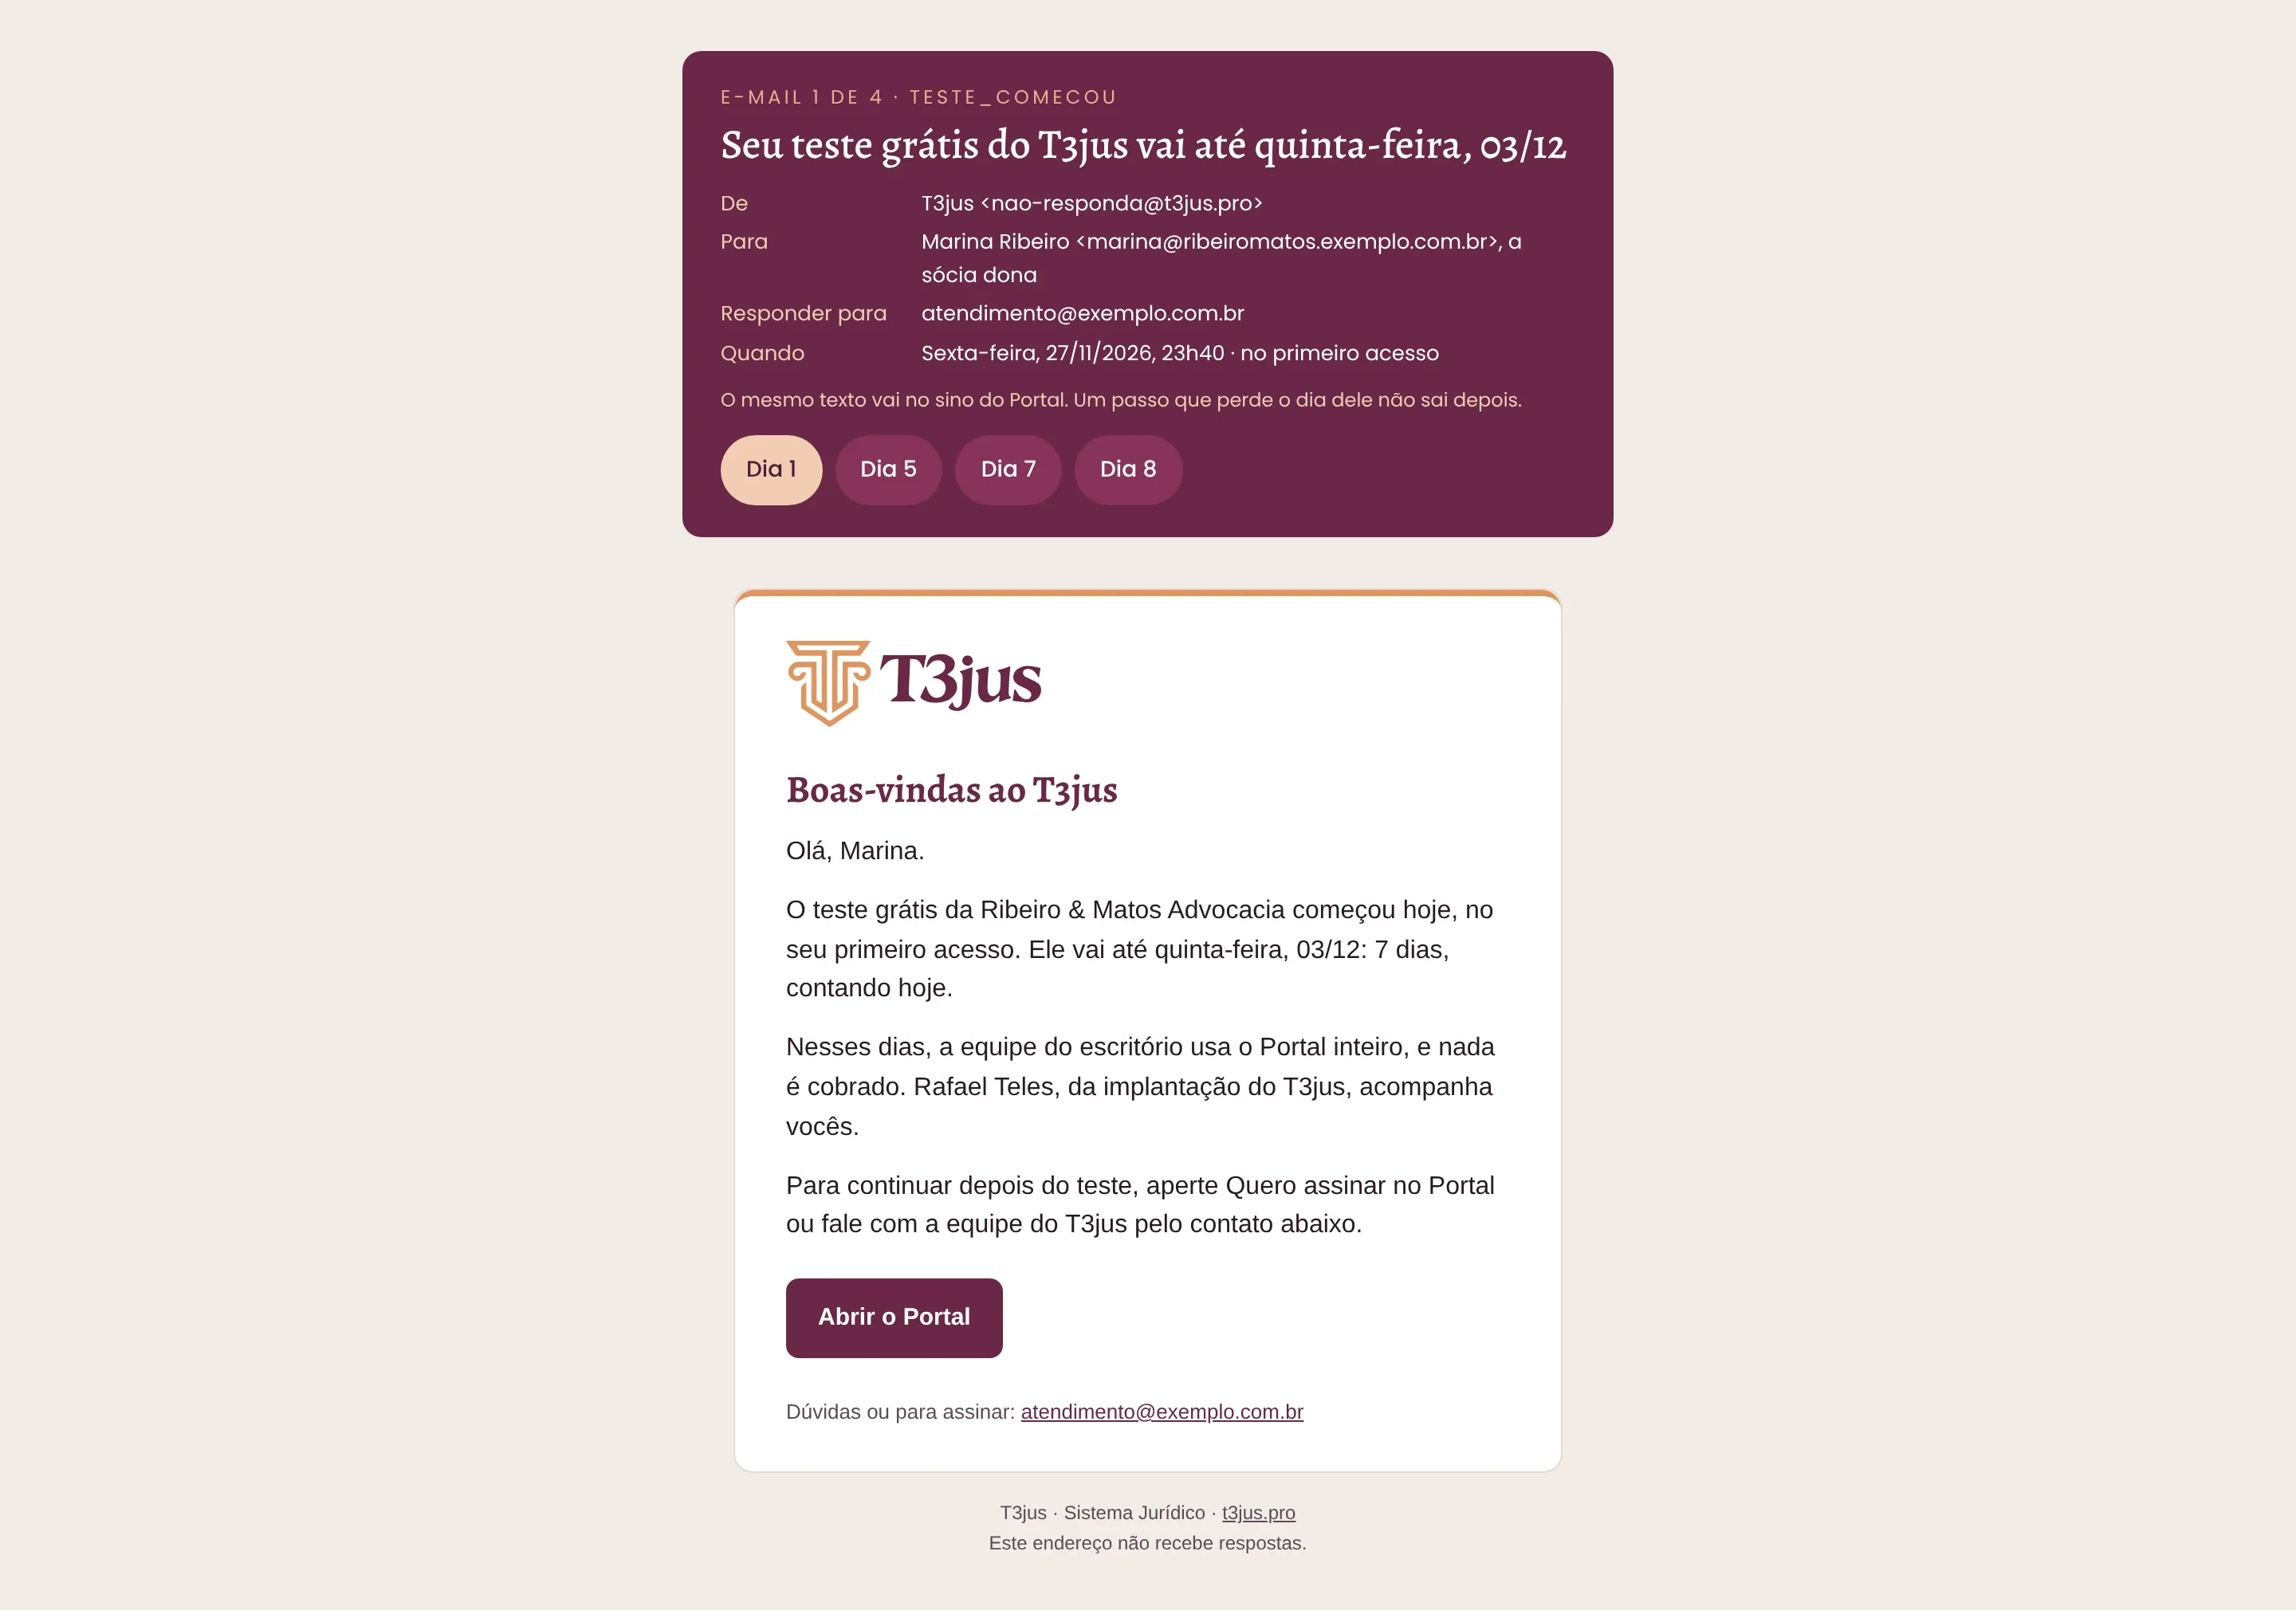 E-MAIL 1 DE 4 · TESTE_COMECOU
Seu teste grátis do T3jus vai até quinta-feira, 03/12
De T3jus <nao-responda@t3jus.pro>
Para Marina Ribeiro <marina@ribeiromatos.exemplo.com.br>, a
sócia dona
Responder para atendimento@exemplo.com.br
Quando Sexta-feira, 27/11/2026, 23h40 · no primeiro acesso
O mesmo texto vai no sino do Portal. Um passo que perde o dia dele não sai depois.
Dia 1 Dia 5 Dia 7 Dia 8
T3jus
Boas-vindas ao T3jus
Olá, Marina.
O teste grátis da Ribeiro & Matos Advocacia começou hoje, no
seu primeiro acesso. Ele vai até quinta-feira, 03/12: 7 dias,
contando hoje.
Nesses dias, a equipe do escritório usa o Portal inteiro, e nada
é cobrado. Rafael Teles, da implantação do T3jus, acompanha
vocês.
Para continuar depois do teste, aperte Quero assinar no Portal
ou fale com a equipe do T3jus pelo contato abaixo.
Abrir o Portal
Dúvidas ou para assinar: atendimento@exemplo.com.br
T3jus · Sistema Jurídico · t3jus.pro
Este endereço não recebe respostas.